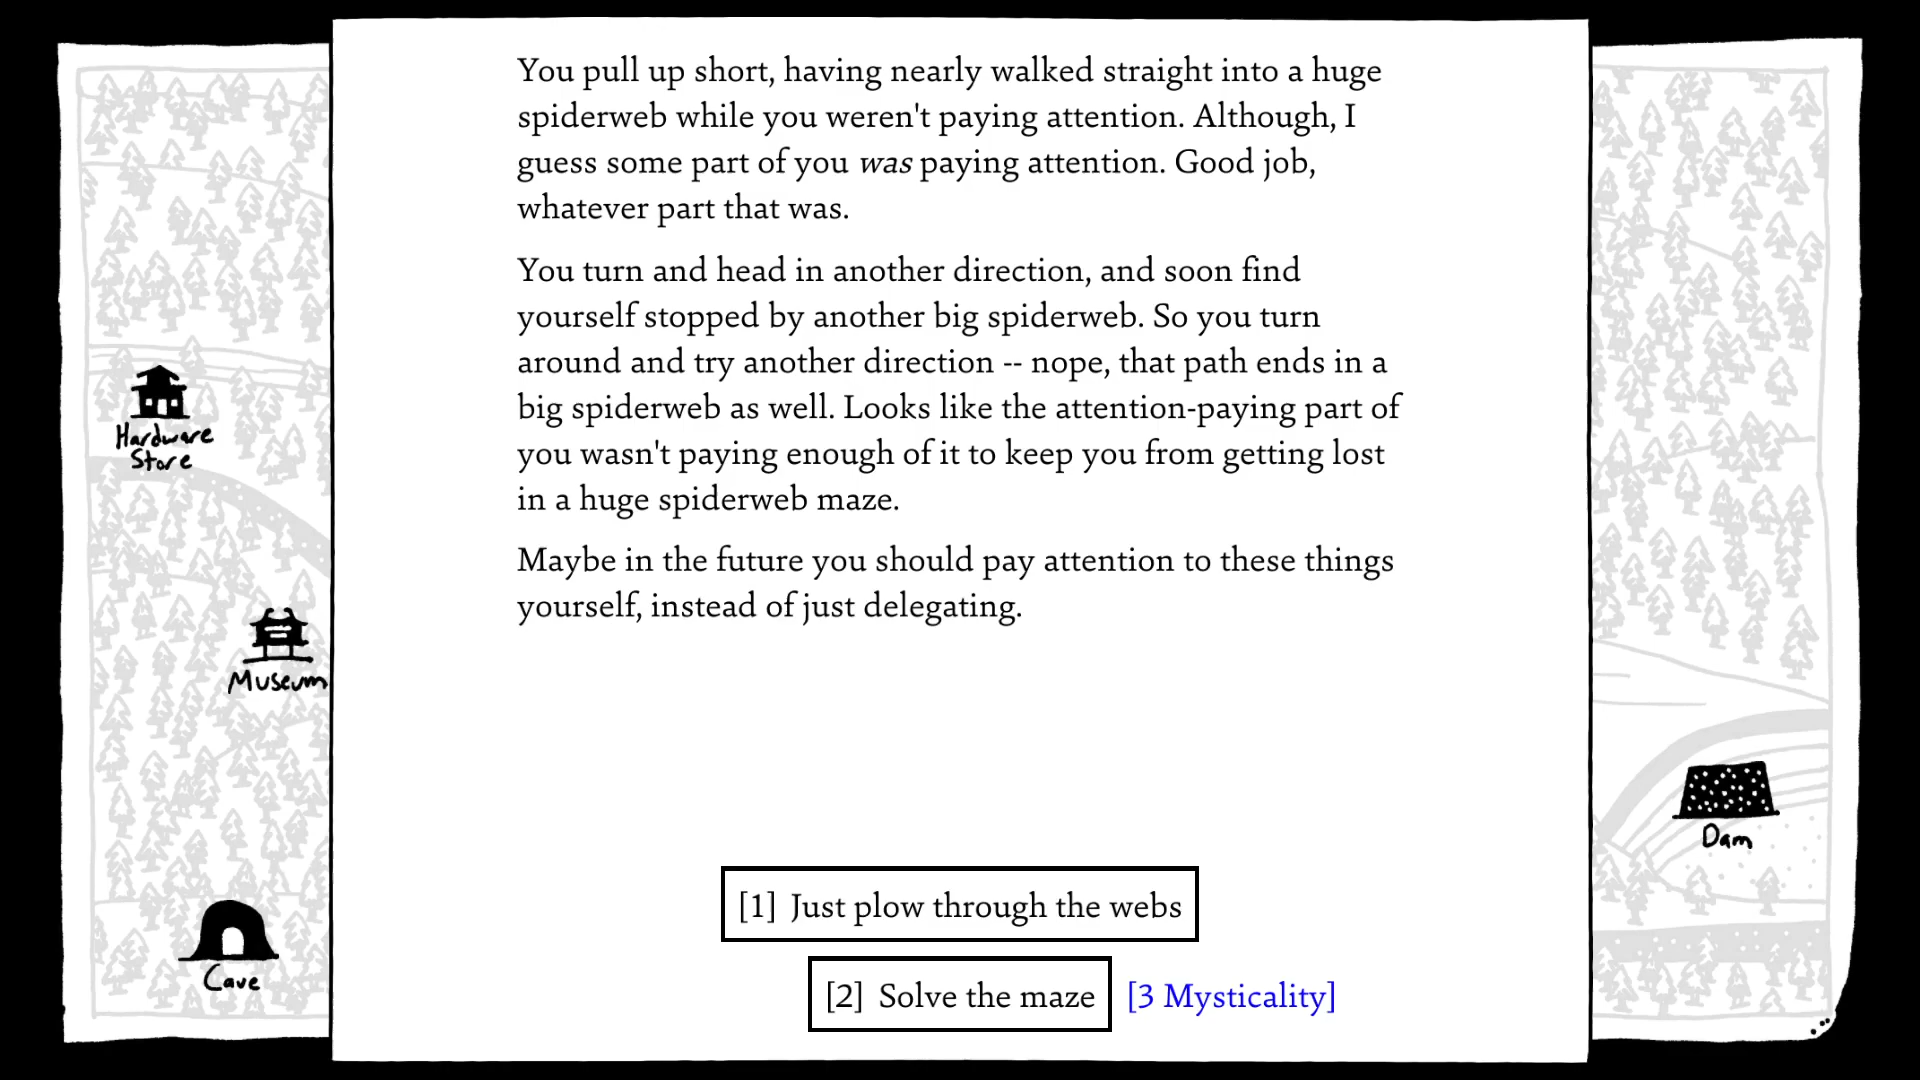 You pull up short, having nearly walked straight into a huge
spiderweb while you weren't paying attention. Although, I
guess some part of you was paying attention. Good job,
whatever part that was.
You turn and head in another direction, and soon find
yourself stopped by another big spiderweb. So you turn
around and try another direction -- nope, that path ends in a
big spiderweb as well. Looks like the attention-paying part of
you wasn't paying enough of it to keep you from getting lost
in a huge spiderweb maze.
Maybe in the future you should pay attention to these things
yourself, instead of just delegating.
[1] Just plow through the webs
[2] Solve the maze [3 Mysticality]
Hardware
Store
Museum
Cave
Dam